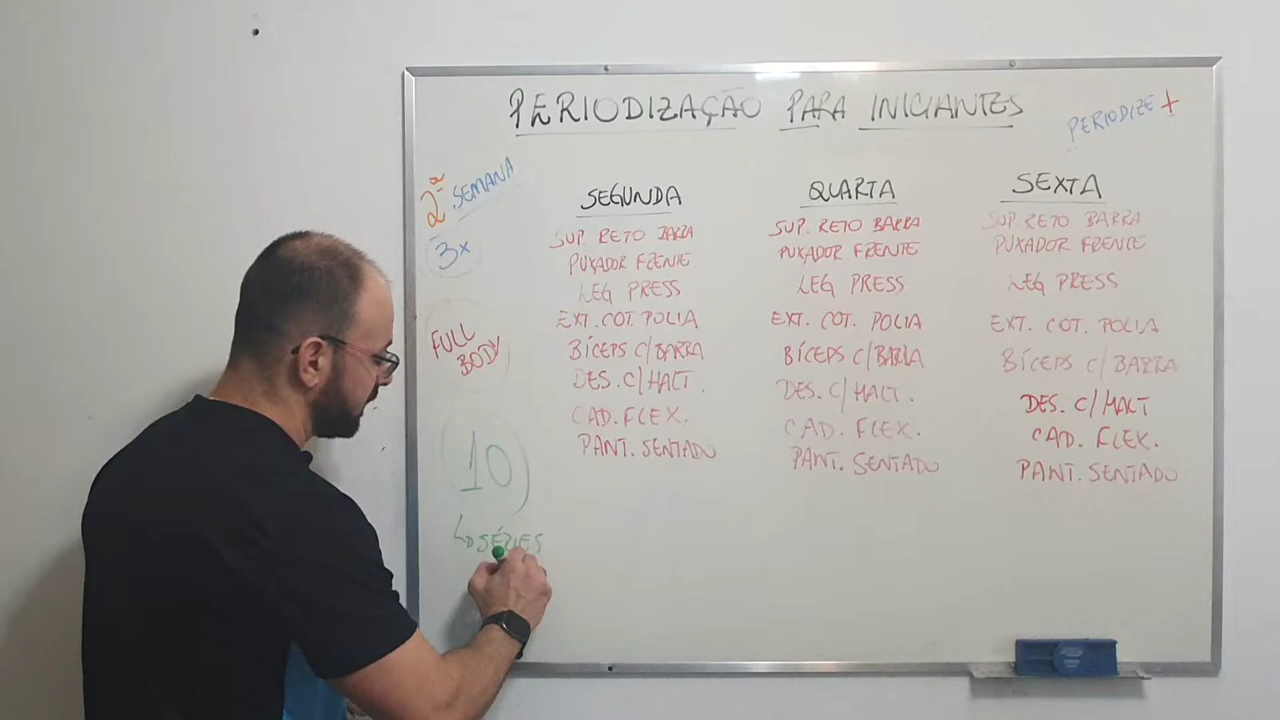 PERIODIZAÇÃO PARA INICIANTES
PERIODIZE +
2ª SEMANA
3x
FULL
BODY
10
↳ SÉRIES
SEGUNDA
SUP. RETO BARRA
PUXADOR FRENTE
LEG PRESS
EXT. COT. POLIA
BÍCEPS C/BARRA
DES. C/HALT.
CAD. FLEX.
PANT. SENTADO
QUARTA
SUP. RETO BARRA
PUXADOR FRENTE
LEG PRESS
EXT. COT. POLIA
BÍCEPS C/BARRA
DES. C/HALT.
CAD. FLEX.
PANT. SENTADO
SEXTA
SUP. RETO BARRA
PUXADOR FRENTE
LEG PRESS
EXT. COT. POLIA
BÍCEPS C/BARRA
DES. C/HALT
CAD. FLEX.
PANT. SENTADO